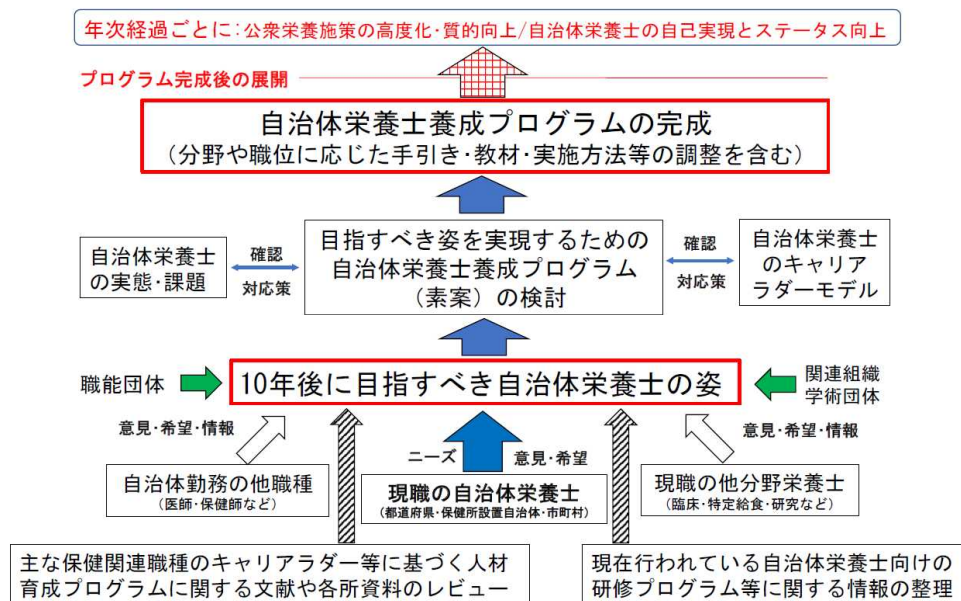 年次経過ごとに:公衆栄養施策の高度化･質的向上/自治体栄養士の自己実現とステータス向上
プログラム完成後の展開
自治体栄養士養成プログラムの完成
(分野や職位に応じた手引き･教材･実施方法等の調整を含む)
自治体栄養士
の実態･課題
確認
対応策
目指すべき姿を実現するための
自治体栄養士養成プログラム
(素案)の検討
確認
対応策
自治体栄養士
のキャリア
ラダーモデル
職能団体
10年後に目指すべき自治体栄養士の姿
関連組織
学術団体
意見･希望･情報
ニーズ
意見･希望
意見･希望･情報
自治体勤務の他職種
(医師･保健師など)
現職の自治体栄養士
(都道府県･保健所設置自治体･市町村)
現職の他分野栄養士
(臨床･特定給食･研究など)
主な保健関連職種のキャリアラダー等に基づく人材
育成プログラムに関する文献や各所資料のレビュー
現在行われている自治体栄養士向けの
研修プログラム等に関する情報の整理